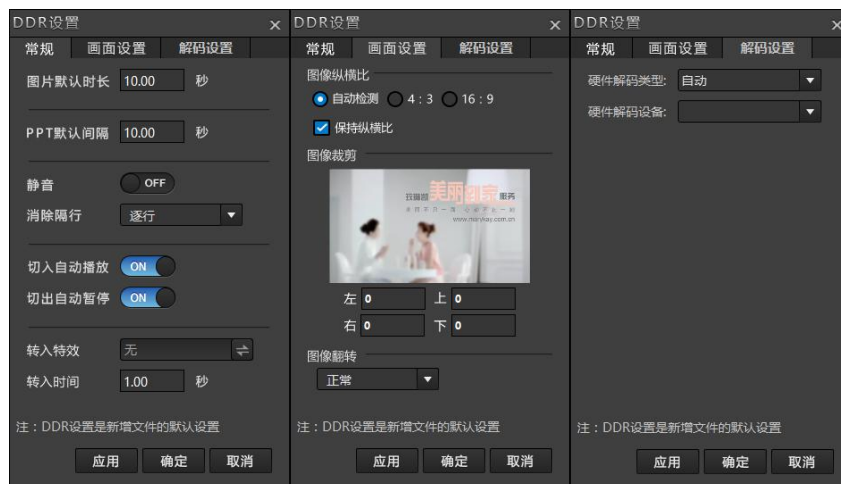 DDR设置
常规 画面设置 解码设置
图片默认时长 10.00 秒
PPT默认间隔 10.00 秒
静音 OFF
消除隔行 逐行
切入自动播放 ON
切出自动暂停 ON
转入特效 无
转入时间 1.00 秒
注：DDR设置是新增文件的默认设置
应用 确定 取消
DDR设置
常规 画面设置 解码设置
图像纵横比
自动检测 4:3 16:9
保持纵横比
图像裁剪
美丽到家 服务
www.marykay.com.cn
左 0 上 0
右 0 下 0
图像翻转
正常
注：DDR设置是新增文件的默认设置
应用 确定 取消
DDR设置
常规 画面设置 解码设置
硬件解码类型: 自动
硬件解码设备:
注：DDR设置是新增文件的默认设置
应用 确定 取消